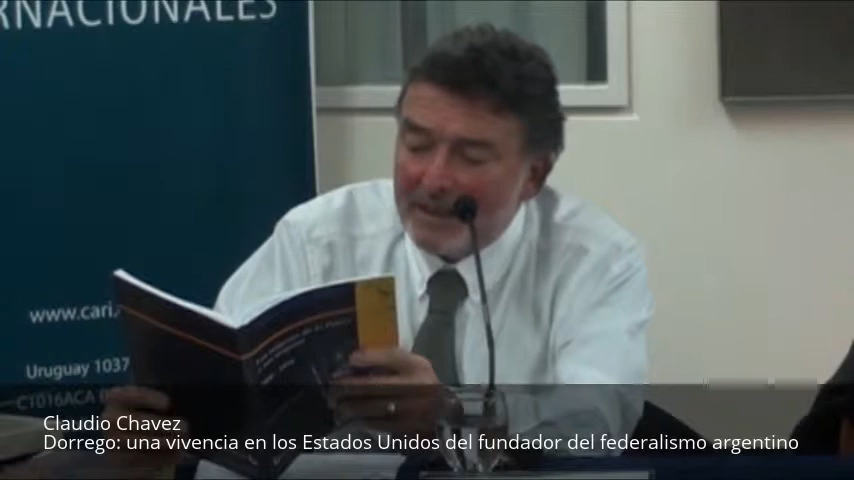 RNACIONALES
www.cari.
Uruguay 1037
C1016ACA
Claudio Chavez
Dorrego: una vivencia en los Estados Unidos del fundador del federalismo argentino